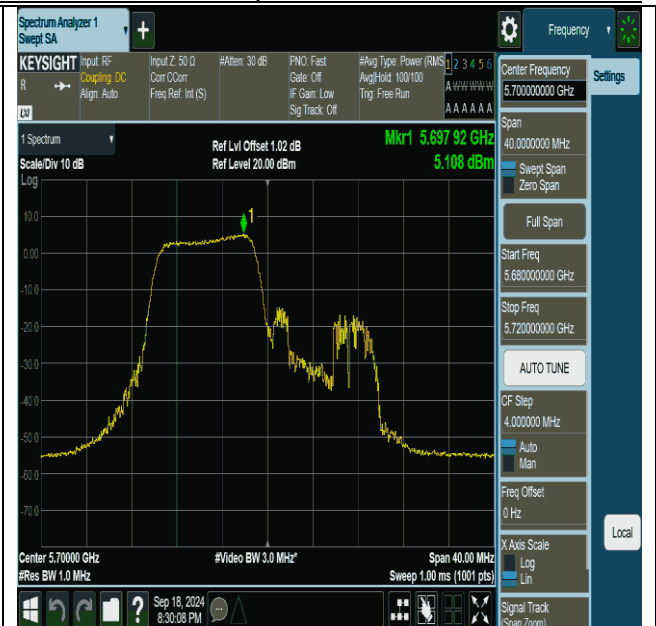 Spectrum Analyzer 1
Swept SA
Frequency
KEYSIGHT
R
LXI
Input: RF
Coupling: DC
Align: Auto
Input Z: 50 Ω
Corr CCorr
Freq Ref: Int (S)
#Atten: 30 dB
PNO: Fast
Gate: Off
IF Gain: Low
Sig Track: Off
#Avg Type: Power (RMS
Avg|Hold: 100/100
Trig: Free Run
1 2 3 4 5 6
A W W W W W
A A A A A A
Center Frequency
5.700000000 GHz
Settings
Span
40.0000000 MHz
Swept Span
Zero Span
Full Span
Start Freq
5.680000000 GHz
Stop Freq
5.720000000 GHz
AUTO TUNE
CF Step
4.000000 MHz
Auto
Man
Freq Offset
0 Hz
X Axis Scale
Log
Lin
Signal Track
(Span Zoom)
Local
1 Spectrum
Scale/Div 10 dB
Log
Ref Lvl Offset 1.02 dB
Ref Level 20.00 dBm
Mkr1 5.697 92 GHz
5.108 dBm
1
10.0
0.00
-10.0
-20.0
-30.0
-40.0
-50.0
-60.0
-70.0
Center 5.70000 GHz
#Res BW 1.0 MHz
#Video BW 3.0 MHz*
Span 40.00 MHz
Sweep 1.00 ms (1001 pts)
?
Sep 18, 2024
8:30:08 PM